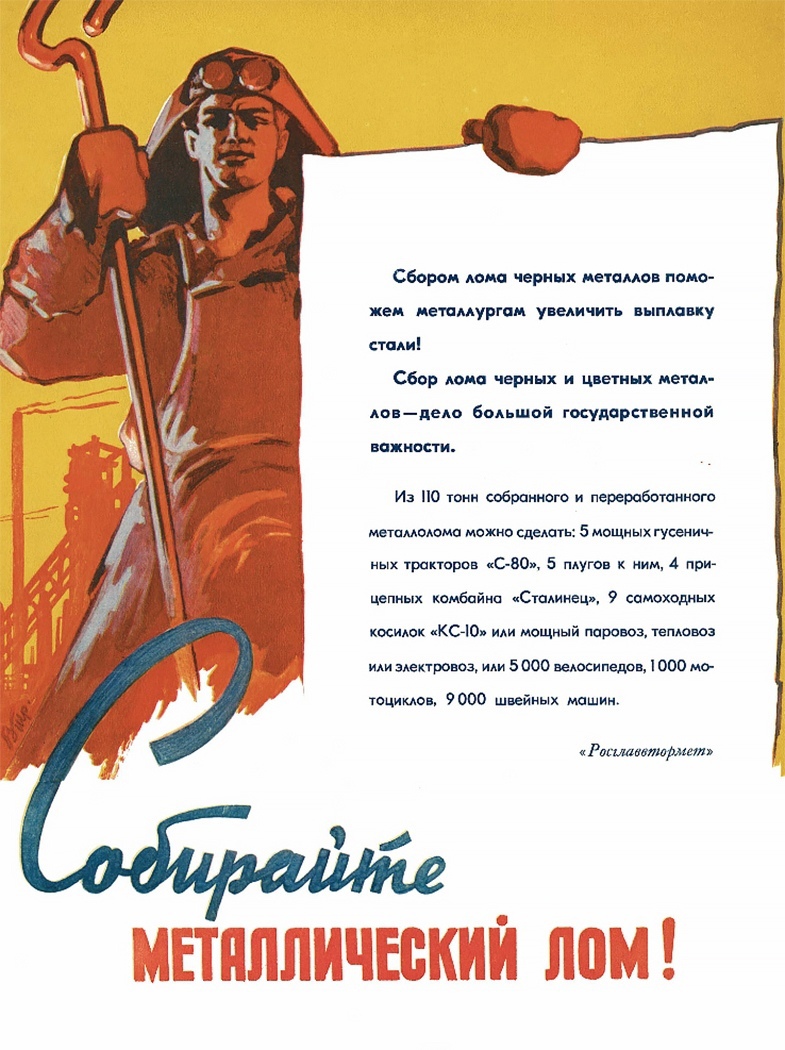 Сбором лома черных металлов помо-
жем металлургам увеличить выплавку
стали!
Сбор лома черных и цветных метал-
лов—дело большой государственной
важности.
Из 110 тонн собранного и переработанного
металлолома можно сделать: 5 мощных гусенич-
ных тракторов «С-80», 5 плугов к ним, 4 при-
цепных комбайна «Сталинец», 9 самоходных
косилок «КС-10» или мощный паровоз, тепловоз
или электровоз, или 5 000 велосипедов, 1 000 мо-
тоциклов, 9 000 швейных машин.
«Росглаввтормет»
Собирайте
МЕТАЛЛИЧЕСКИЙ ЛОМ!